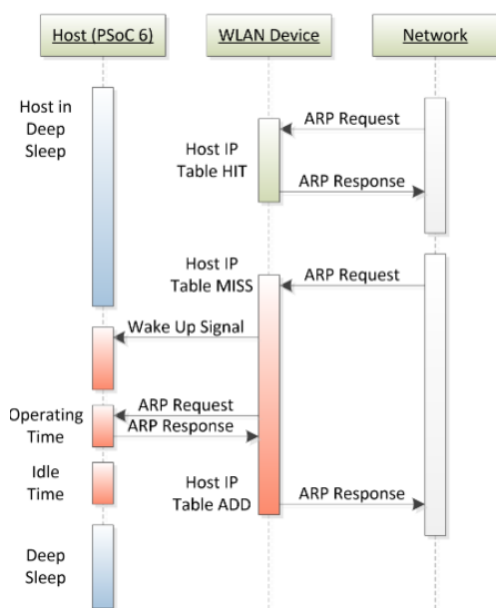 Host (PSoC 6)
WLAN Device
Network
Host in
Deep
Sleep
ARP Request
Host IP
Table HIT
ARP Response
Host IP
Table MISS
ARP Request
Wake Up Signal
ARP Request
Operating
Time
ARP Response
Idle
Time
Host IP
Table ADD
ARP Response
Deep
Sleep